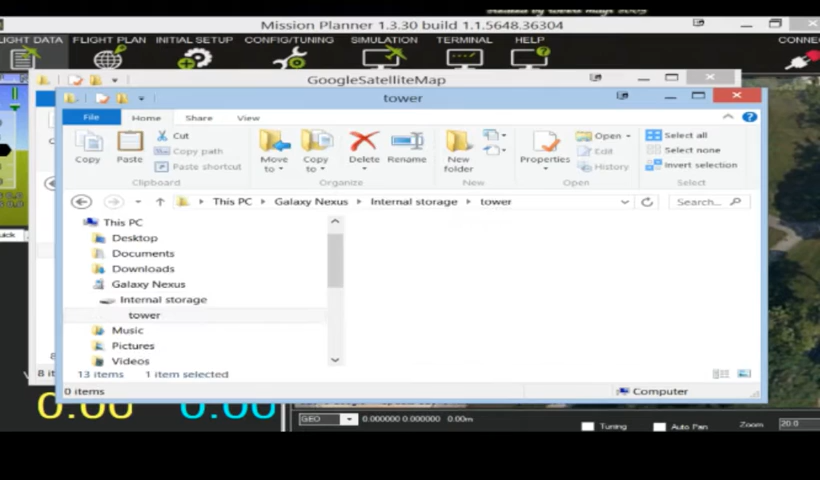 Mission Planner 1.3.30 build 1.1.5648.36304
LIGHT DATA FLIGHT PLAN INITIAL SETUP CONFIG/TUNING SIMULATION TERMINAL HELP CONNE
GoogleSatelliteMap
tower
File Home Share View
Copy
Paste
Cut
Copy path
Paste shortcut
Move to
Copy to
Delete
Rename
New folder
Properties
Open
Edit
History
Select all
Select none
Invert selection
Clipboard Organize New Open Select
This PC Galaxy Nexus Internal storage tower Search...
This PC
Desktop
Documents
Downloads
Galaxy Nexus
Internal storage
tower
Music
Pictures
Videos
13 items 1 item selected
0 items Computer
0.00 0.00
GEO 0.000000 0.000000 0.00m
Tuning Auto Pan Zoom 20.0